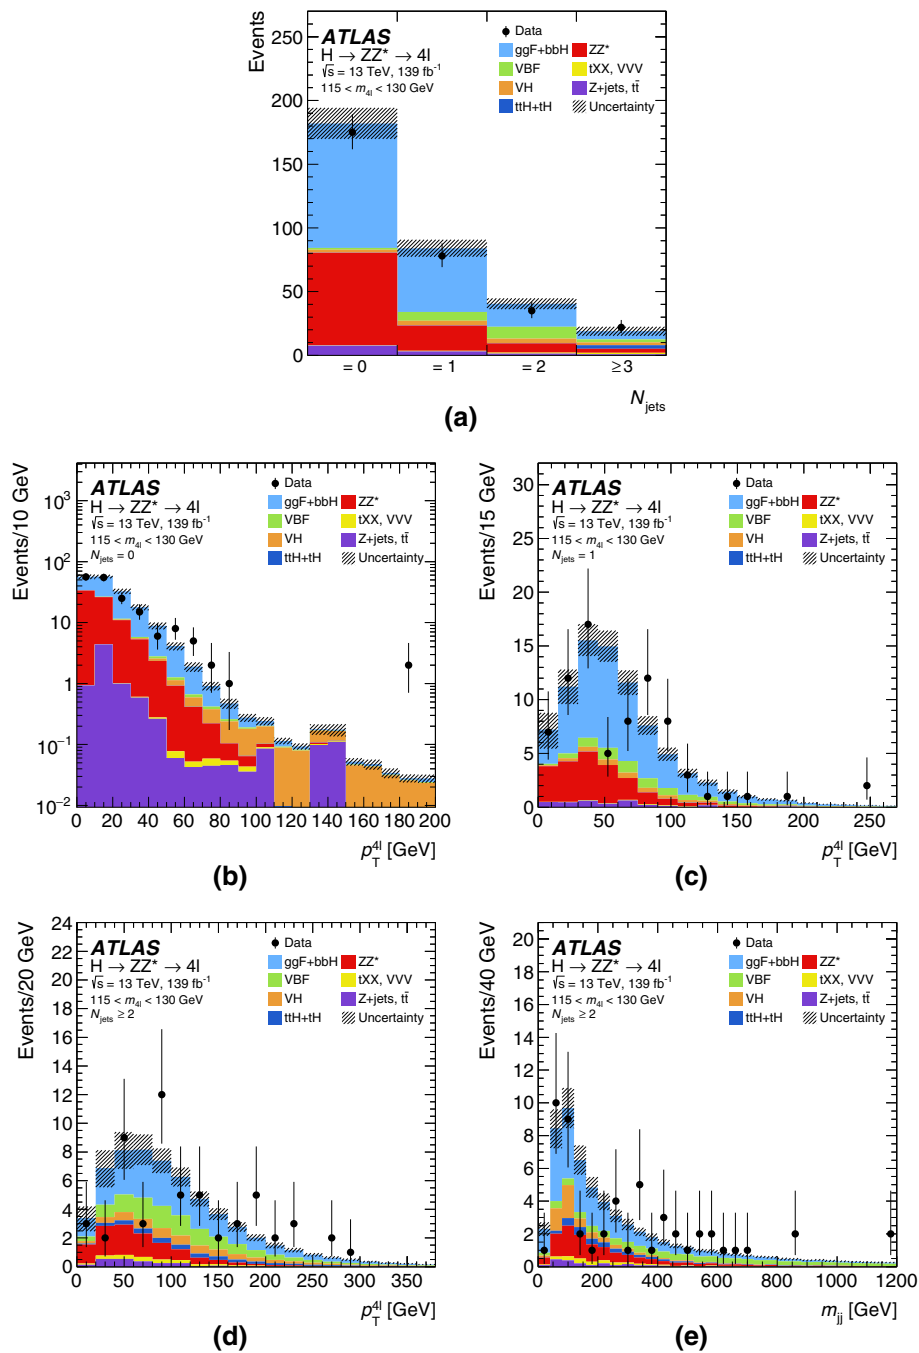 Events
250
200
150
100
50
0
ATLAS
H → ZZ* → 4l
√s = 13 TeV, 139 fb-1
115 < m4l < 130 GeV
Data
ggF+bbH ZZ*
VBF tXX, VVV
VH Z+jets, tt̄
ttH+tH Uncertainty
= 0 = 1 = 2 ≥3
Njets
(a)
Events/10 GeV
10³
10²
10
1
10−1
10−2
ATLAS
H → ZZ* → 4l
√s = 13 TeV, 139 fb-1
115 < m4l < 130 GeV
Njets = 0
Data
ggF+bbH ZZ*
VBF tXX, VVV
VH Z+jets, tt̄
ttH+tH Uncertainty
0 20 40 60 80 100 120 140 160 180 200
pT4l [GeV]
(b)
Events/15 GeV
30
25
20
15
10
5
0
ATLAS
H → ZZ* → 4l
√s = 13 TeV, 139 fb-1
115 < m4l < 130 GeV
Njets = 1
Data
ggF+bbH ZZ*
VBF tXX, VVV
VH Z+jets, tt̄
ttH+tH Uncertainty
0 50 100 150 200 250
pT4l [GeV]
(c)
Events/20 GeV
24
22
20
18
16
14
12
10
8
6
4
2
0
ATLAS
H → ZZ* → 4l
√s = 13 TeV, 139 fb-1
115 < m4l < 130 GeV
Njets ≥ 2
Data
ggF+bbH ZZ*
VBF tXX, VVV
VH Z+jets, tt̄
ttH+tH Uncertainty
0 50 100 150 200 250 300 350
pT4l [GeV]
(d)
Events/40 GeV
20
18
16
14
12
10
8
6
4
2
0
ATLAS
H → ZZ* → 4l
√s = 13 TeV, 139 fb-1
115 < m4l < 130 GeV
Njets ≥ 2
Data
ggF+bbH ZZ*
VBF tXX, VVV
VH Z+jets, tt̄
ttH+tH Uncertainty
0 200 400 600 800 1000 1200
mjj [GeV]
(e)